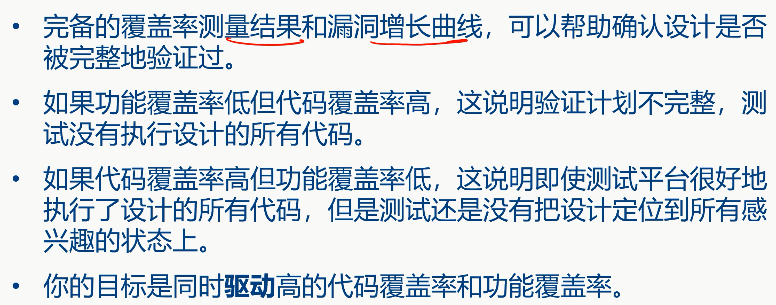 • 完备的覆盖率测量结果和漏洞增长曲线，可以帮助确认设计是否
被完整地验证过。
• 如果功能覆盖率低但代码覆盖率高，这说明验证计划不完整，测
试没有执行设计的所有代码。
• 如果代码覆盖率高但功能覆盖率低，这说明即使测试平台很好地
执行了设计的所有代码，但是测试还是没有把设计定位到所有感
兴趣的状态上。
• 你的目标是同时驱动高的代码覆盖率和功能覆盖率。